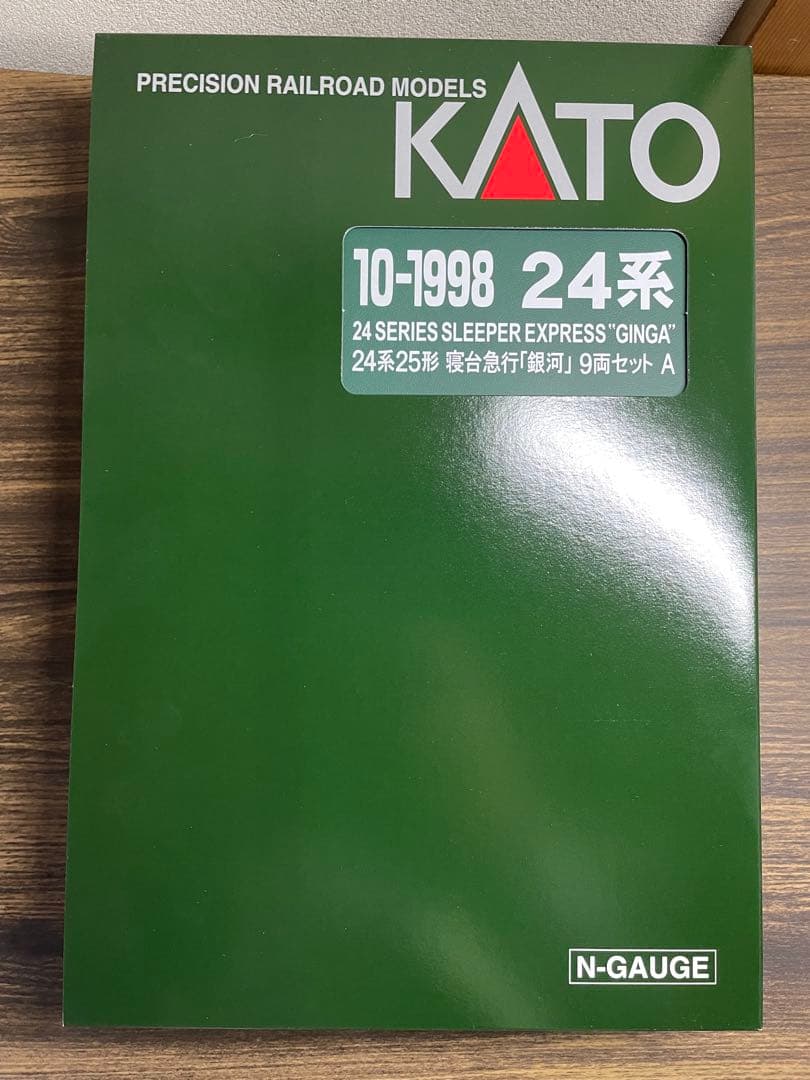 PRECISION RAILROAD MODELS
KATO
10-1998 24系
24 SERIES SLEEPER EXPRESS "GINGA"
24系25形 寝台急行「銀河」 9両セット A
N-GAUGE